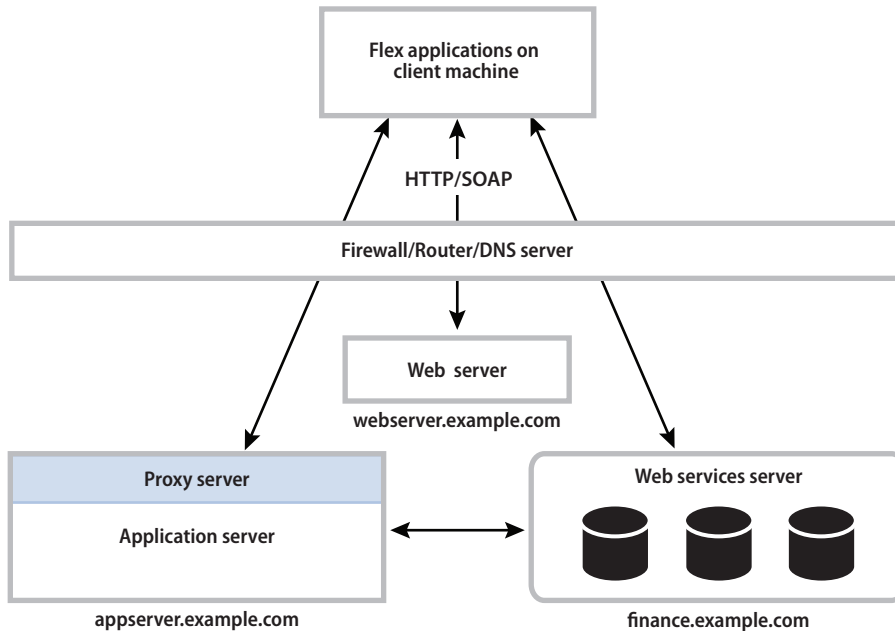 Flex applications on
client machine
HTTP/SOAP
Firewall/Router/DNS server
Web server
webserver.example.com
Proxy server
Application server
appserver.example.com
Web services server
finance.example.com